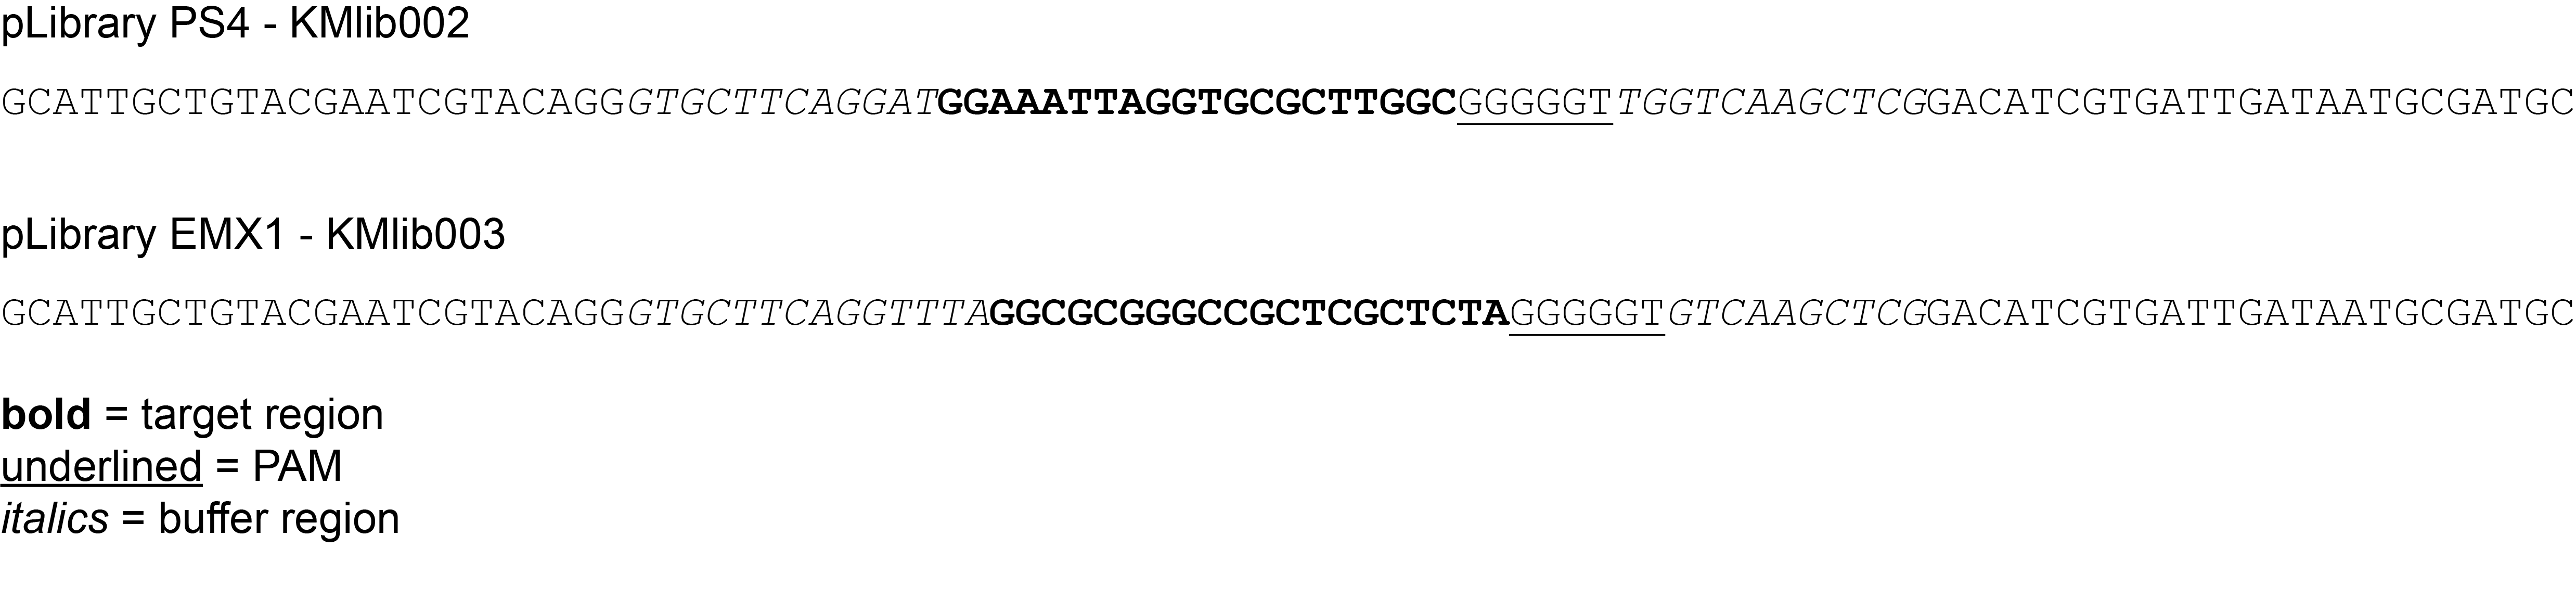 pLibrary PS4 - KMlib002
GCATTGCTGTACGAATCGTACAGGGTGCTTCAGGATGGAAATTAGGTGCGCTTGGCGGGGGTTGGTCAAGCTCGGACATCGTGATTGATAATGCGATGC
pLibrary EMX1 - KMlib003
GCATTGCTGTACGAATCGTACAGGGTGCTTCAGGTTTAGGCGCGGGCCGCTCGCTCTAGGGGGTGTCAAGCTCGGACATCGTGATTGATAATGCGATGC
bold = target region
underlined = PAM
italics = buffer region